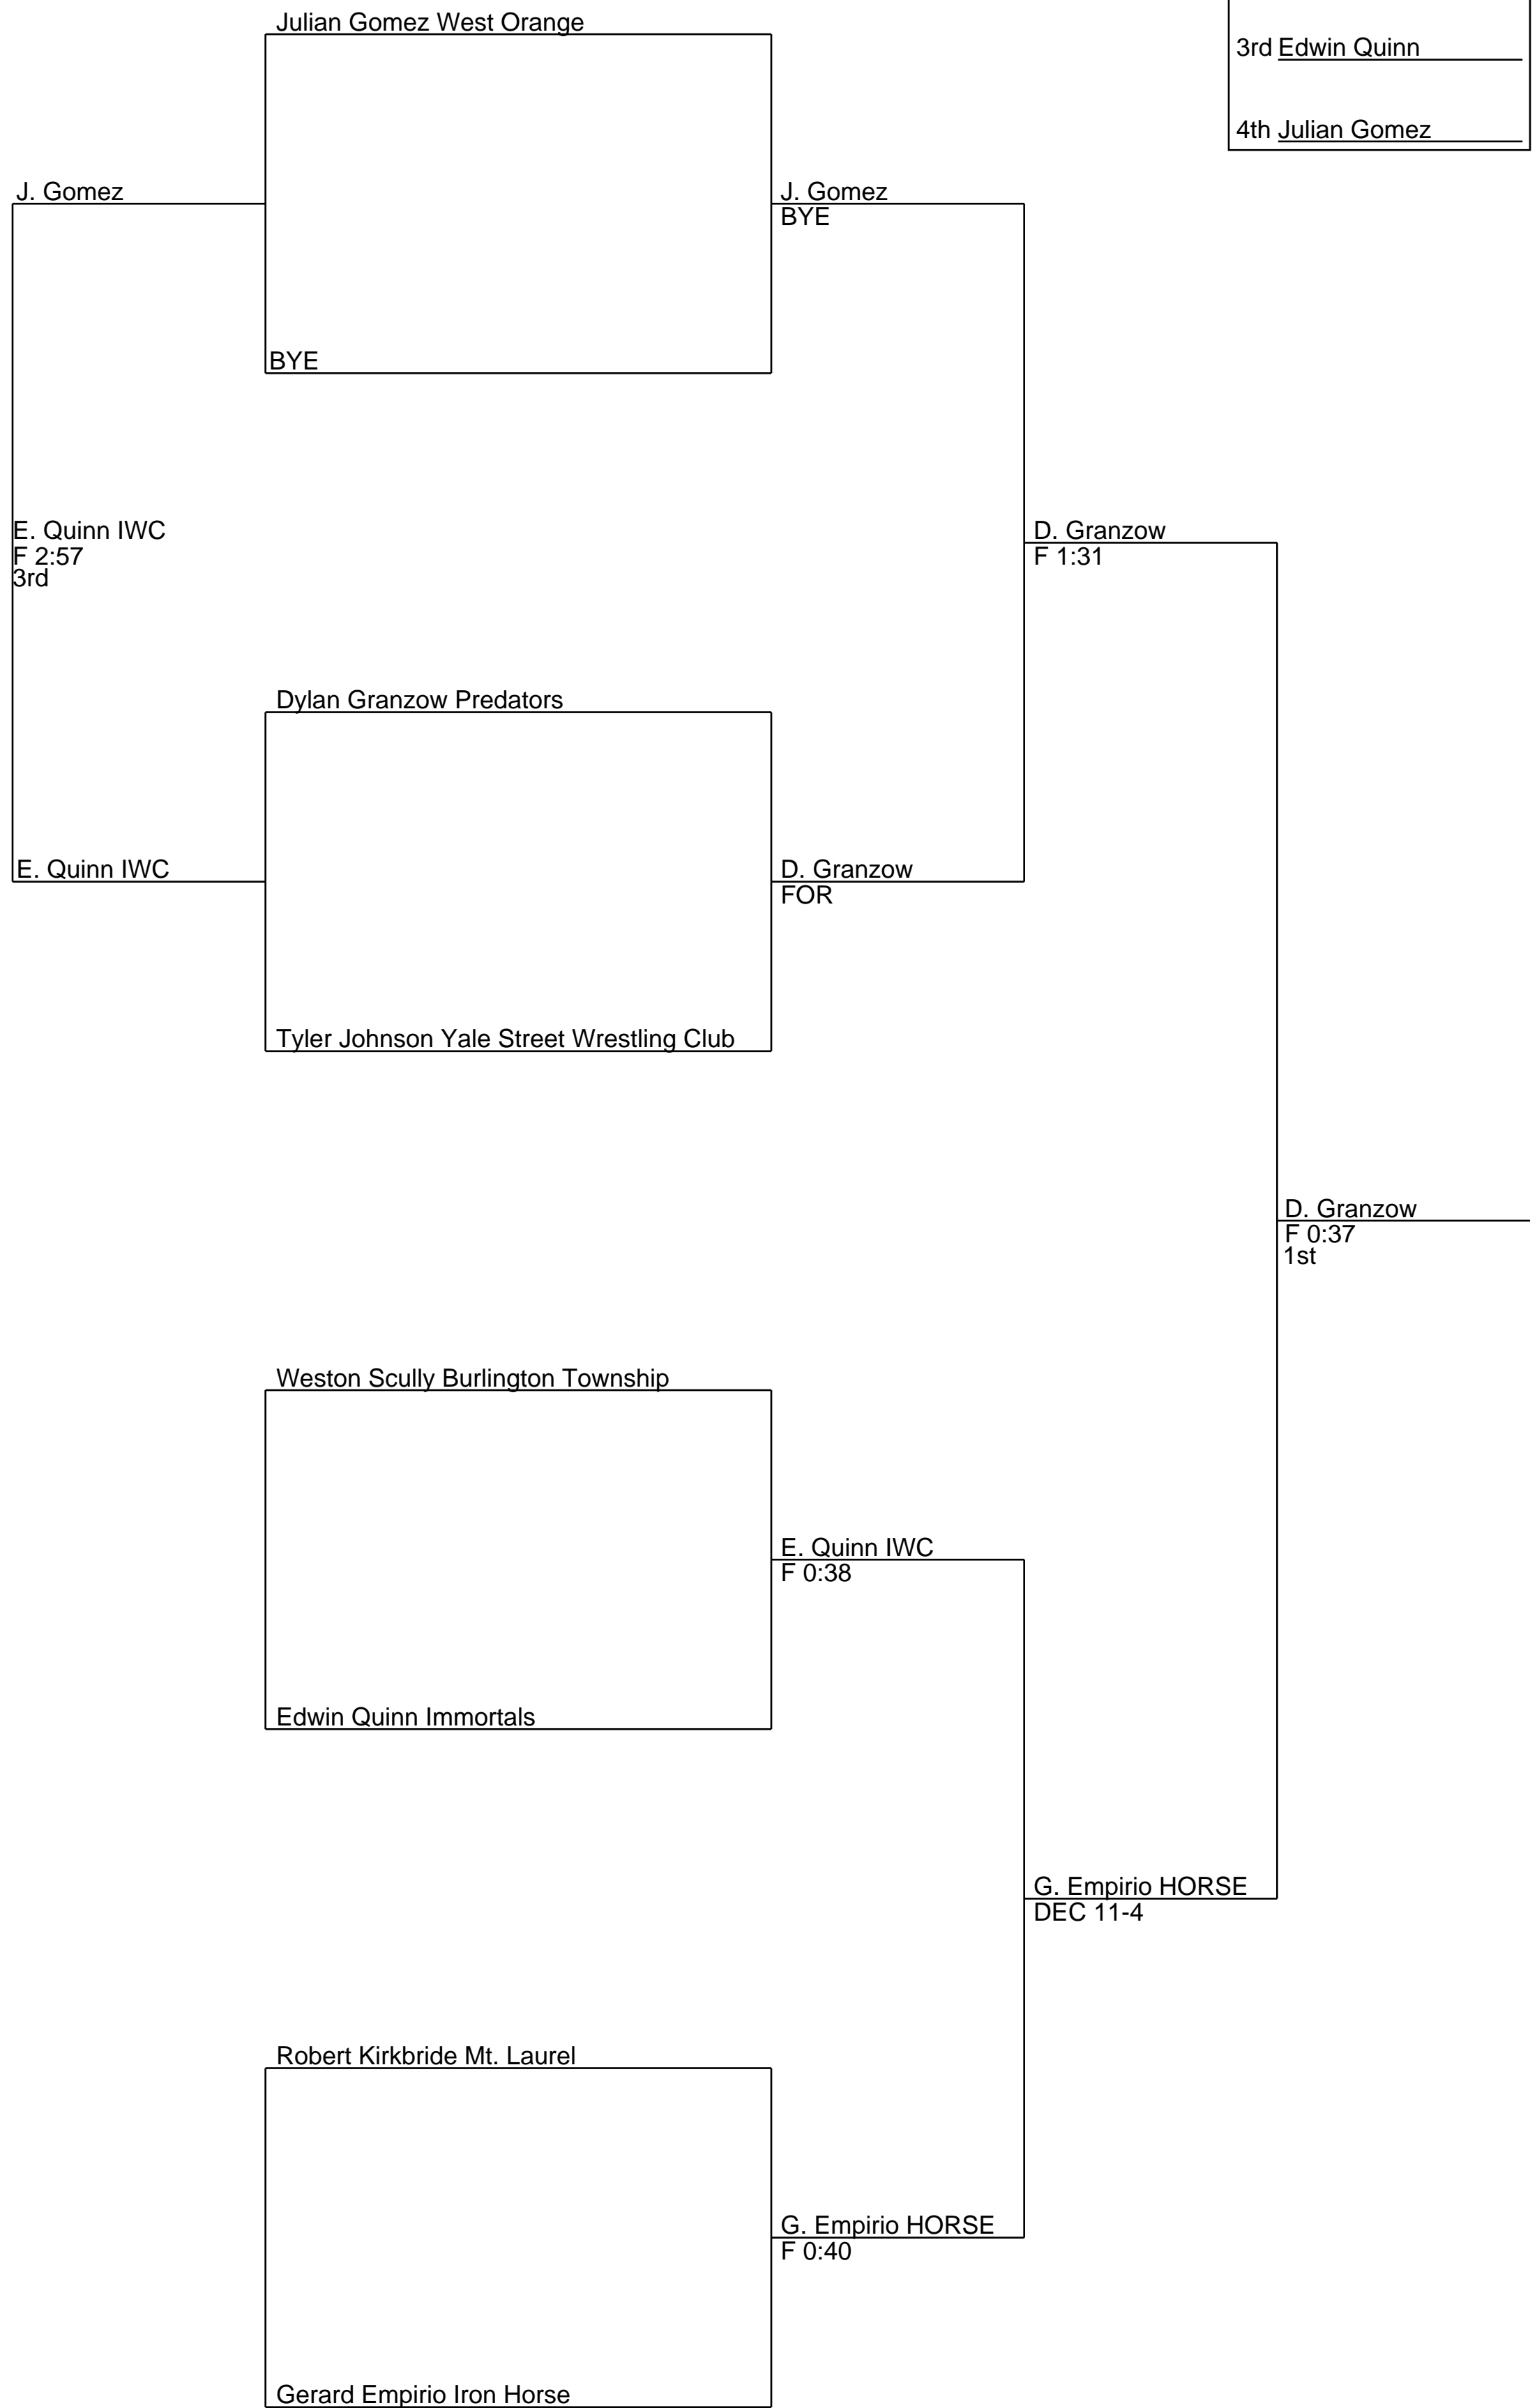 Julian Gomez West Orange
3rd Edwin Quinn
4th Julian Gomez
J. Gomez
J. Gomez
BYE
BYE
E. Quinn IWC
F 2:57
3rd
D. Granzow
F 1:31
Dylan Granzow Predators
E. Quinn IWC
D. Granzow
FOR
Tyler Johnson Yale Street Wrestling Club
D. Granzow
F 0:37
1st
Weston Scully Burlington Township
E. Quinn IWC
F 0:38
Edwin Quinn Immortals
G. Empirio HORSE
DEC 11-4
Robert Kirkbride Mt. Laurel
G. Empirio HORSE
F 0:40
Gerard Empirio Iron Horse